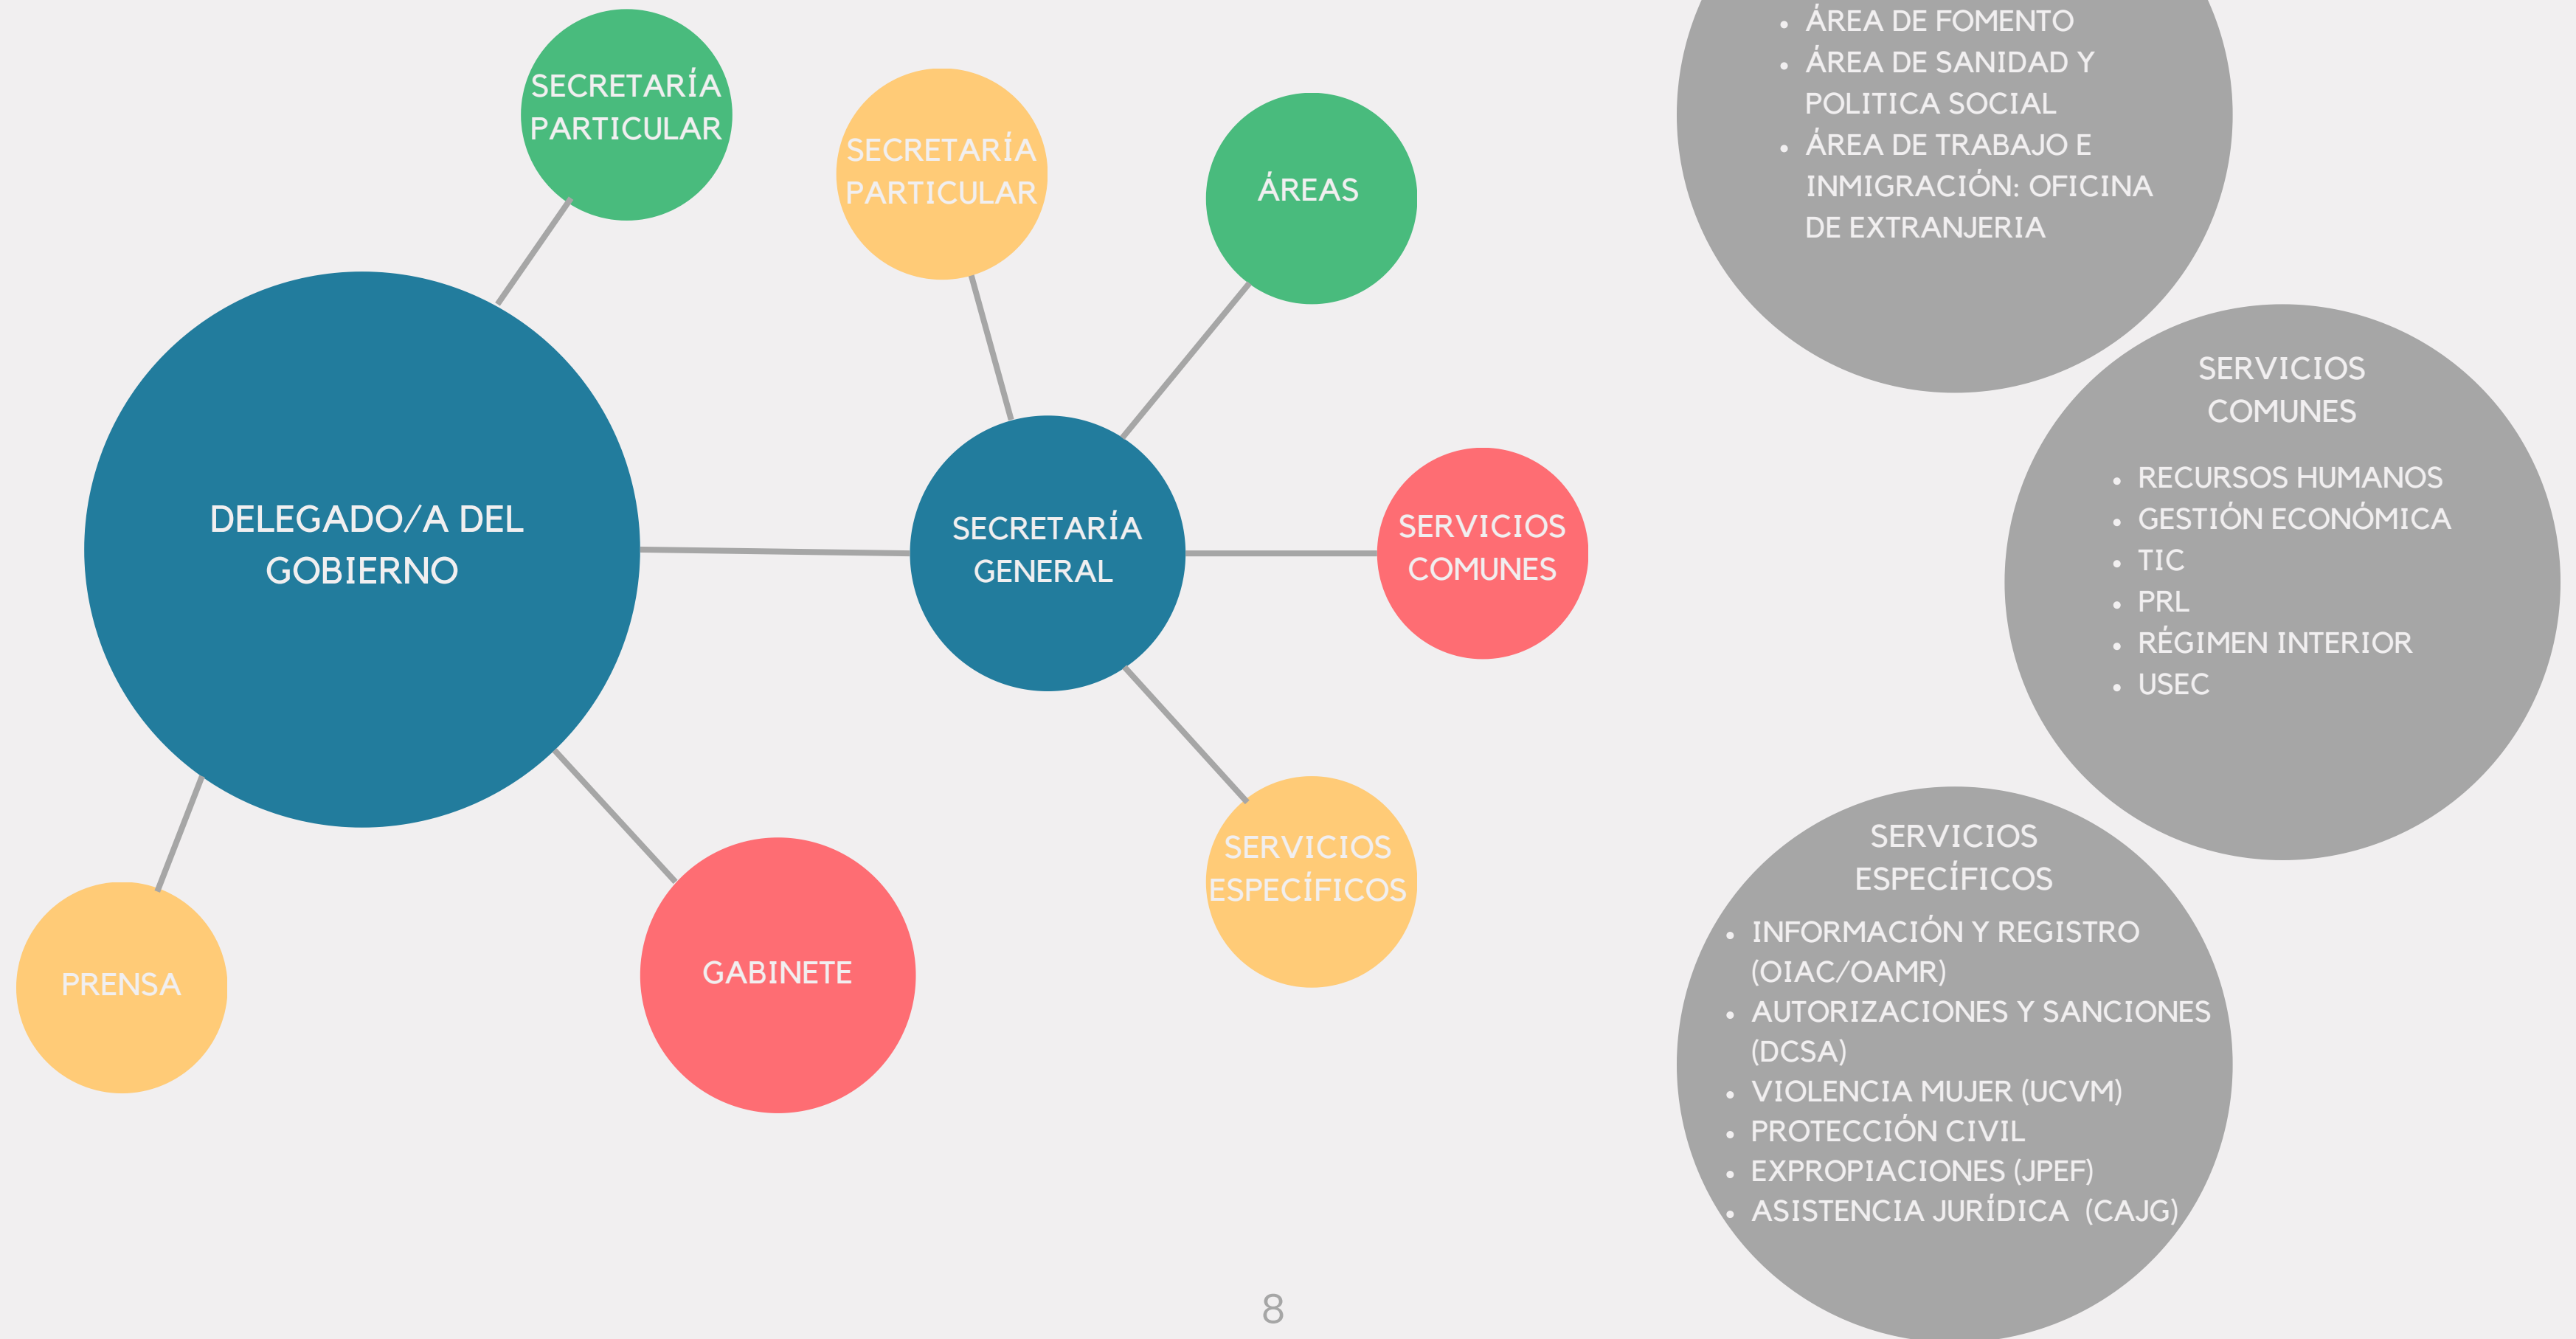 SECRETARÍA
PARTICULAR
SECRETARÍA
PARTICULAR
ÁREAS
DELEGADO/A DEL
GOBIERNO
SECRETARÍA
GENERAL
SERVICIOS
COMUNES
SERVICIOS
ESPECÍFICOS
PRENSA
GABINETE
• ÁREA DE FOMENTO
• ÁREA DE SANIDAD Y
POLITICA SOCIAL
• ÁREA DE TRABAJO E
INMIGRACIÓN: OFICINA
DE EXTRANJERIA
SERVICIOS
COMUNES
• RECURSOS HUMANOS
• GESTIÓN ECONÓMICA
• TIC
• PRL
• RÉGIMEN INTERIOR
• USEC
SERVICIOS
ESPECÍFICOS
• INFORMACIÓN Y REGISTRO
(OIAC/OAMR)
• AUTORIZACIONES Y SANCIONES
(DCSA)
• VIOLENCIA MUJER (UCVM)
• PROTECCIÓN CIVIL
• EXPROPIACIONES (JPEF)
• ASISTENCIA JURÍDICA (CAJG)
8